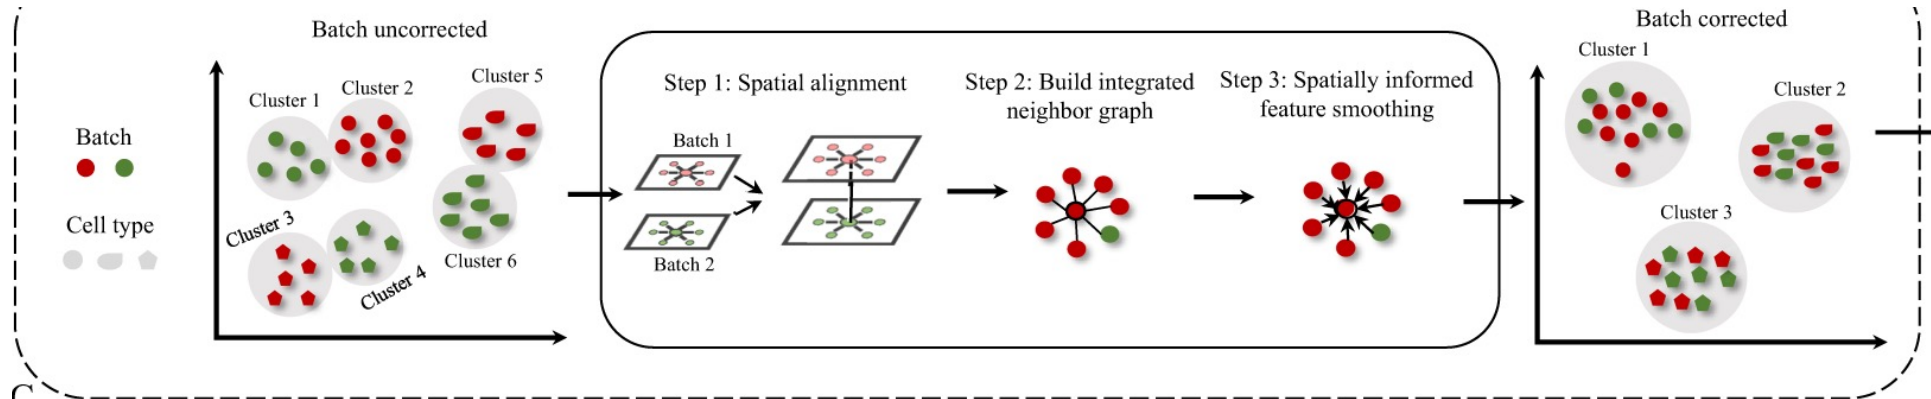 Batch uncorrected
Batch
Cell type
Cluster 1
Cluster 2
Cluster 5
Cluster 3
Cluster 4
Cluster 6
Step 1: Spatial alignment
Batch 1
Batch 2
Step 2: Build integrated
neighbor graph
Step 3: Spatially informed
feature smoothing
Batch corrected
Cluster 1
Cluster 2
Cluster 3